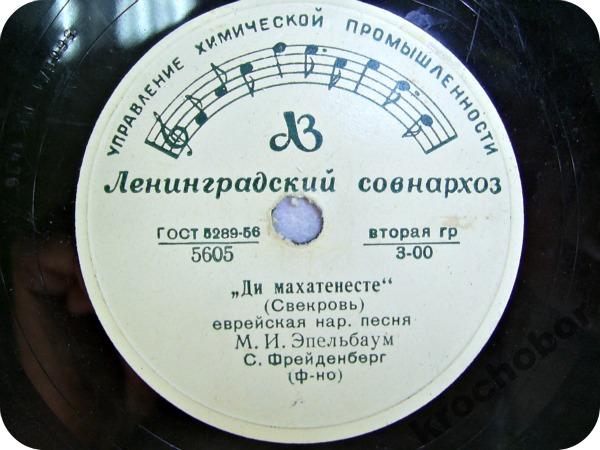 УПРАВЛЕНИЕ ХИМИЧЕСКОЙ ПРОМЫШЛЕННОСТИ
ЛЗ
Ленинградский совнархоз
ГОСТ 5289-56
5605
вторая гр
3-00
„Ди махатенесте“
(Свекровь)
еврейская нар. песня
М. И. Эпельбаум
С. Фрейденберг
(ф-но)
krochobar